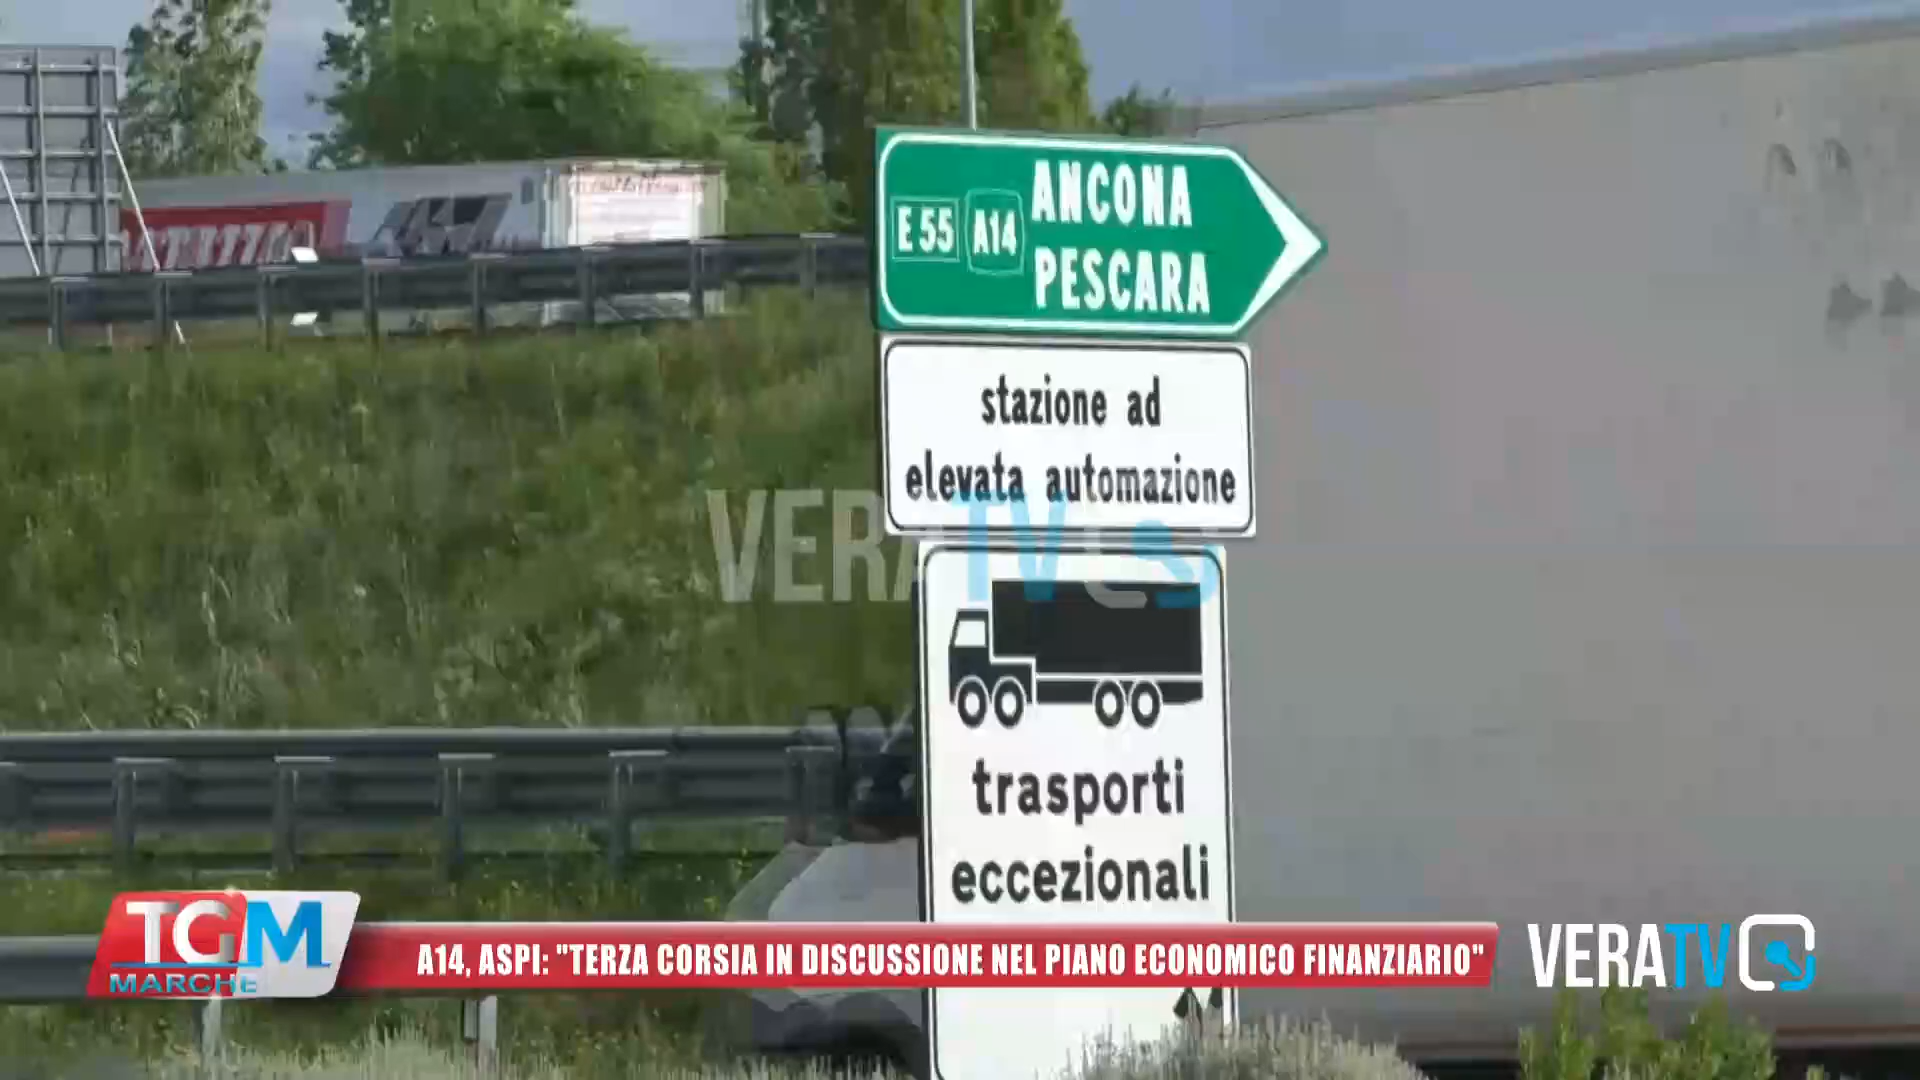 ANCONA
E 55 A14
PESCARA
stazione ad
elevata automazione
VERATV
trasporti
eccezionali
TGM
MARCHE
A14, ASPI: "TERZA CORSIA IN DISCUSSIONE NEL PIANO ECONOMICO FINANZIARIO"
VERATV